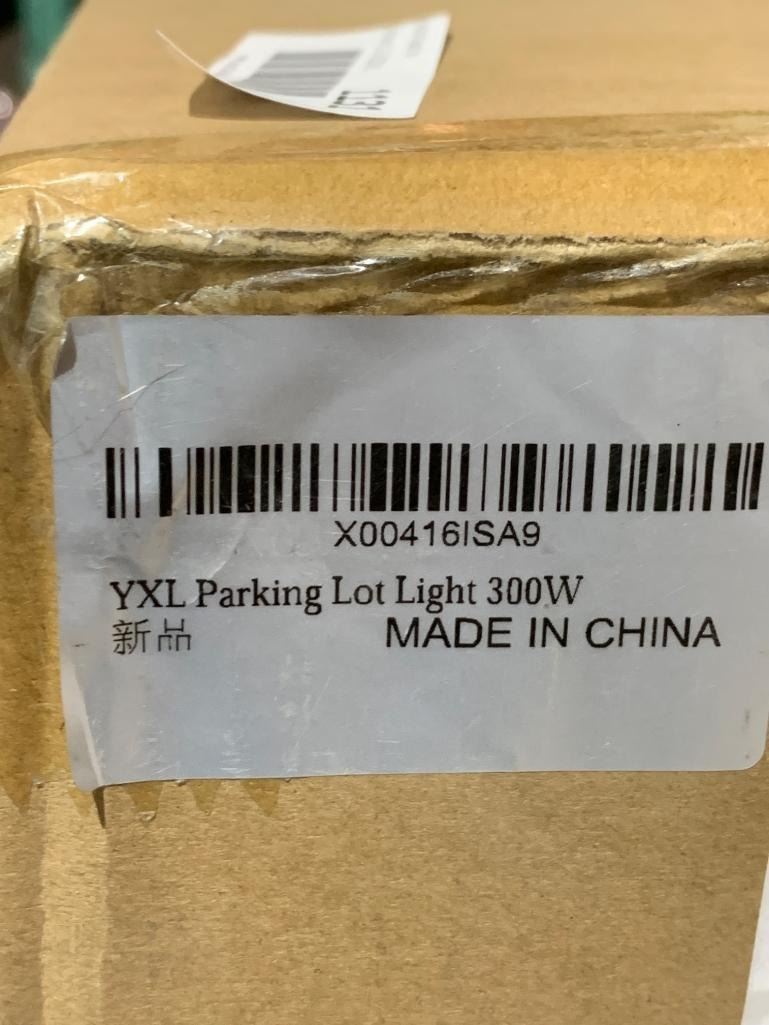 X00416ISA9
YXL Parking Lot Light 300W
新品
MADE IN CHINA